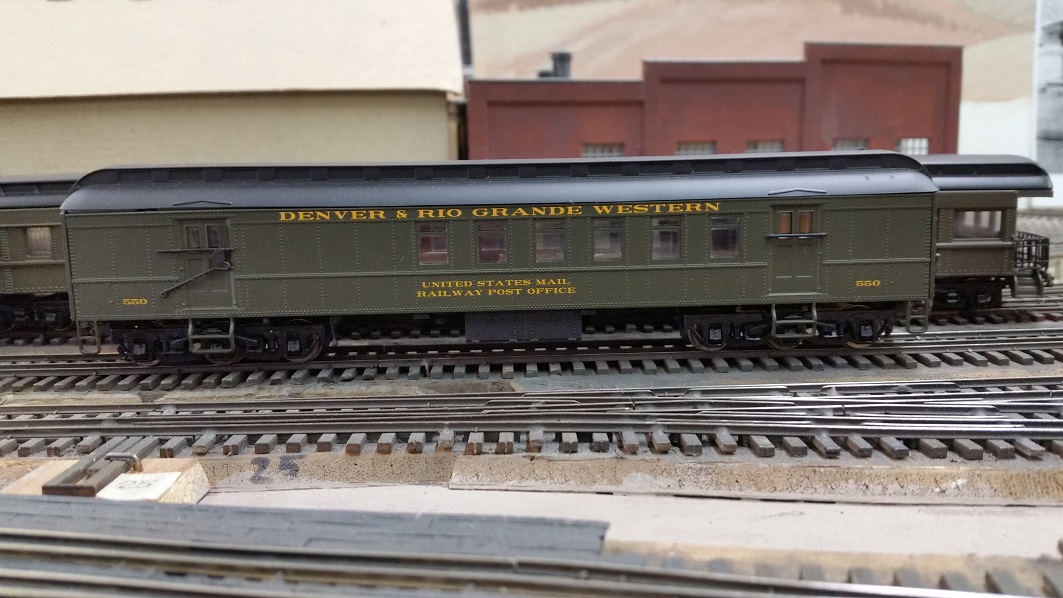 DENVER & RIO GRANDE WESTERN
UNITED STATES MAIL
RAILWAY POST OFFICE
550
550